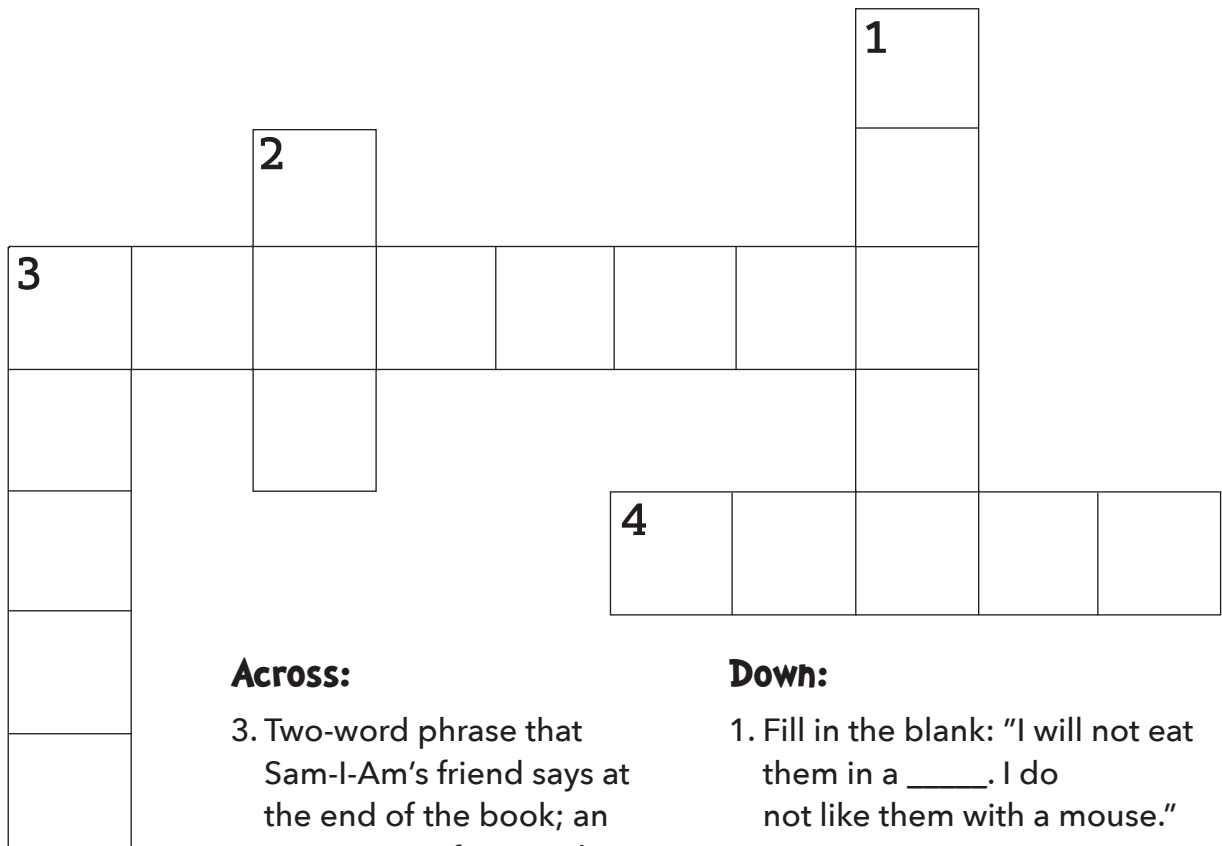 1
2
3
4
Across:
3. Two-word phrase that
Sam-I-Am’s friend says at
the end of the book; an
Down:
1. Fill in the blank: “I will not eat
them in a _____. I do
not like them with a mouse.”